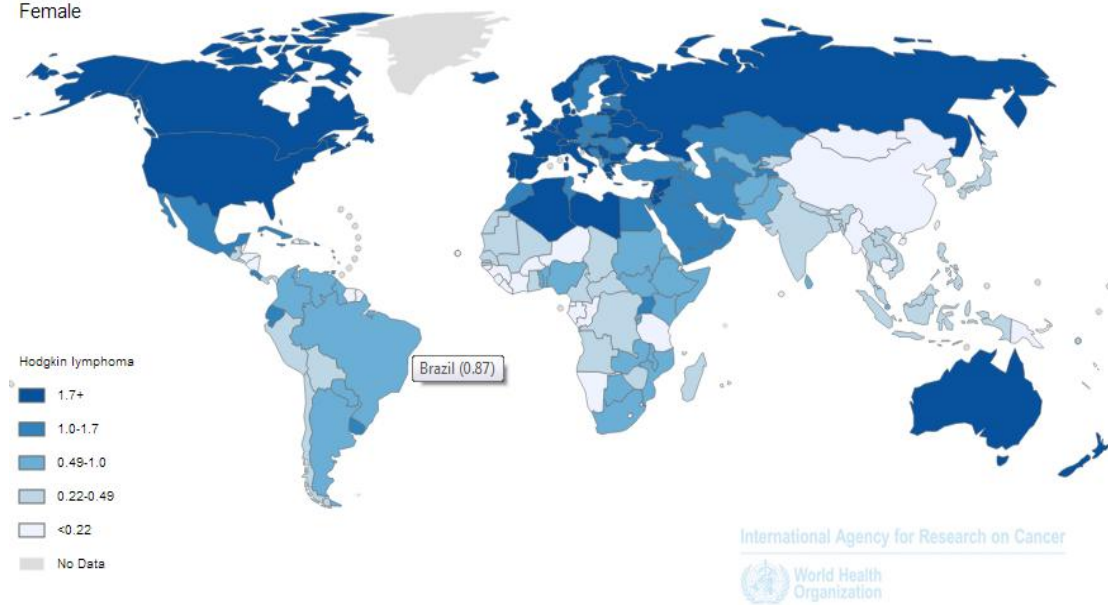 Female
Brazil (0.87)
Hodgkin lymphoma
1.7+
1.0-1.7
0.49-1.0
0.22-0.49
<0.22
No Data
International Agency for Research on Cancer
World Health
Organization